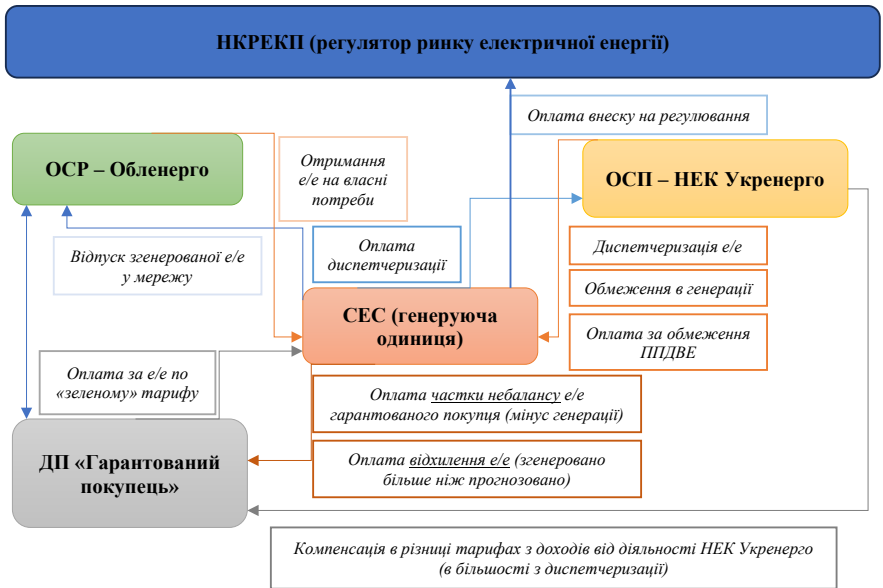 НКРЕКП (регулятор ринку електричної енергії)
Оплата внеску на регулювання
ОСР – Обленерго
Отримання
е/е на власні
потреби
ОСП – НЕК Укренерго
Відпуск згенерованої е/е
у мережу
Оплата
диспетчеризації
Диспетчеризація е/е
Обмеження в генерації
СЕС (генеруюча
одиниця)
Оплата за обмеження
ППДВЕ
Оплата за е/е по
«зеленому» тарифу
Оплата частки небалансу е/е
гарантованого покупця (мінус генерації)
ДП «Гарантований
покупець»
Оплата відхилення е/е (згенеровано
більше ніж прогнозовано)
Компенсація в різниці тарифах з доходів від діяльності НЕК Укренерго
(в більшості з диспетчеризації)